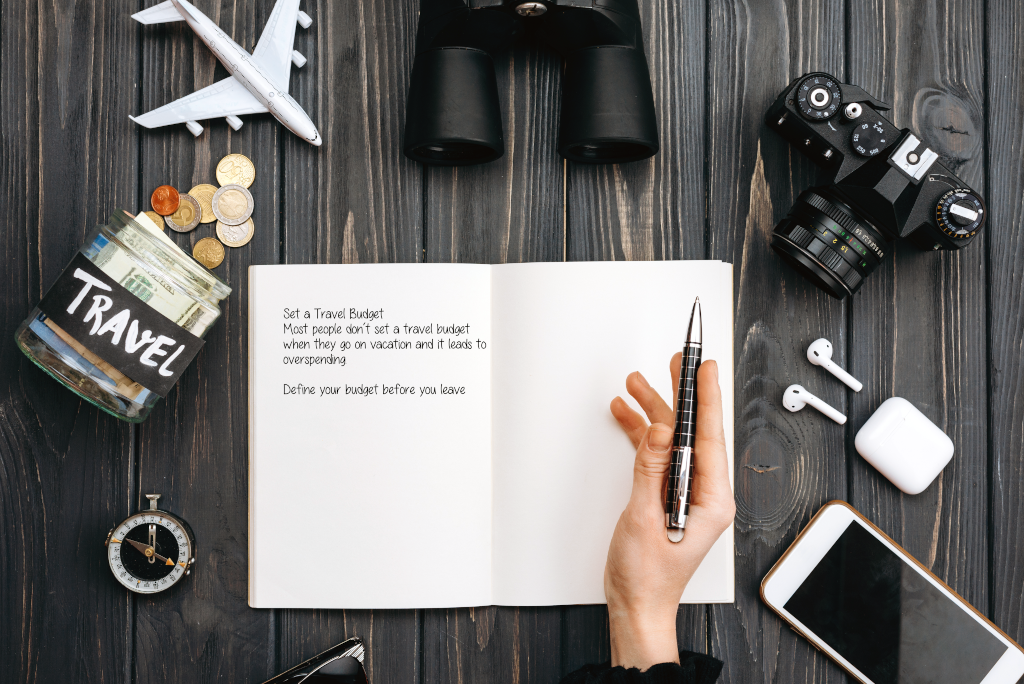 TRAVEL
Set a Travel Budget
Most people don't set a travel budget
when they go on vacation and it leads to
overspending
Define your budget before you leave